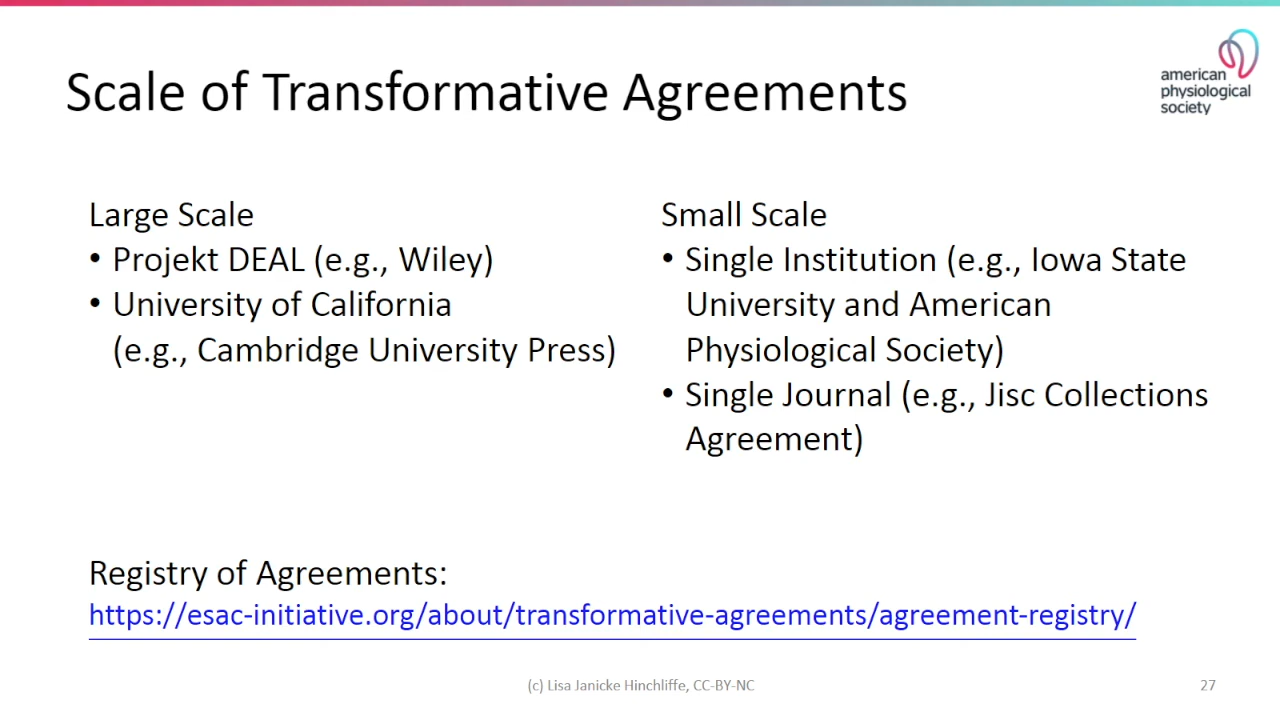 Scale of Transformative Agreements
american
physiological
society
Large Scale
• Projekt DEAL (e.g., Wiley)
• University of California
(e.g., Cambridge University Press)
Small Scale
• Single Institution (e.g., Iowa State
University and American
Physiological Society)
• Single Journal (e.g., Jisc Collections
Agreement)
Registry of Agreements:
https://esac-initiative.org/about/transformative-agreements/agreement-registry/
(c) Lisa Janicke Hinchliffe, CC-BY-NC
27